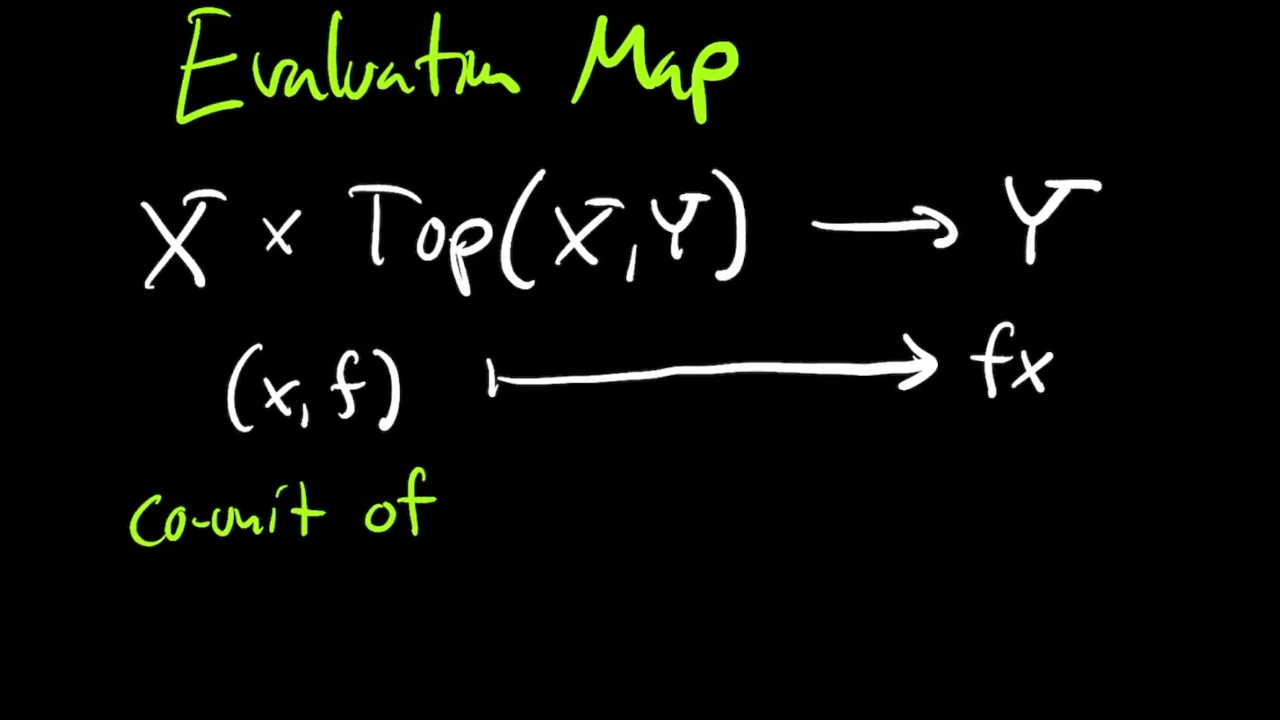 Evaluation Map
X × Top(X, Y) ⟶ Y
(x, f) ⟼ fx
co-unit of